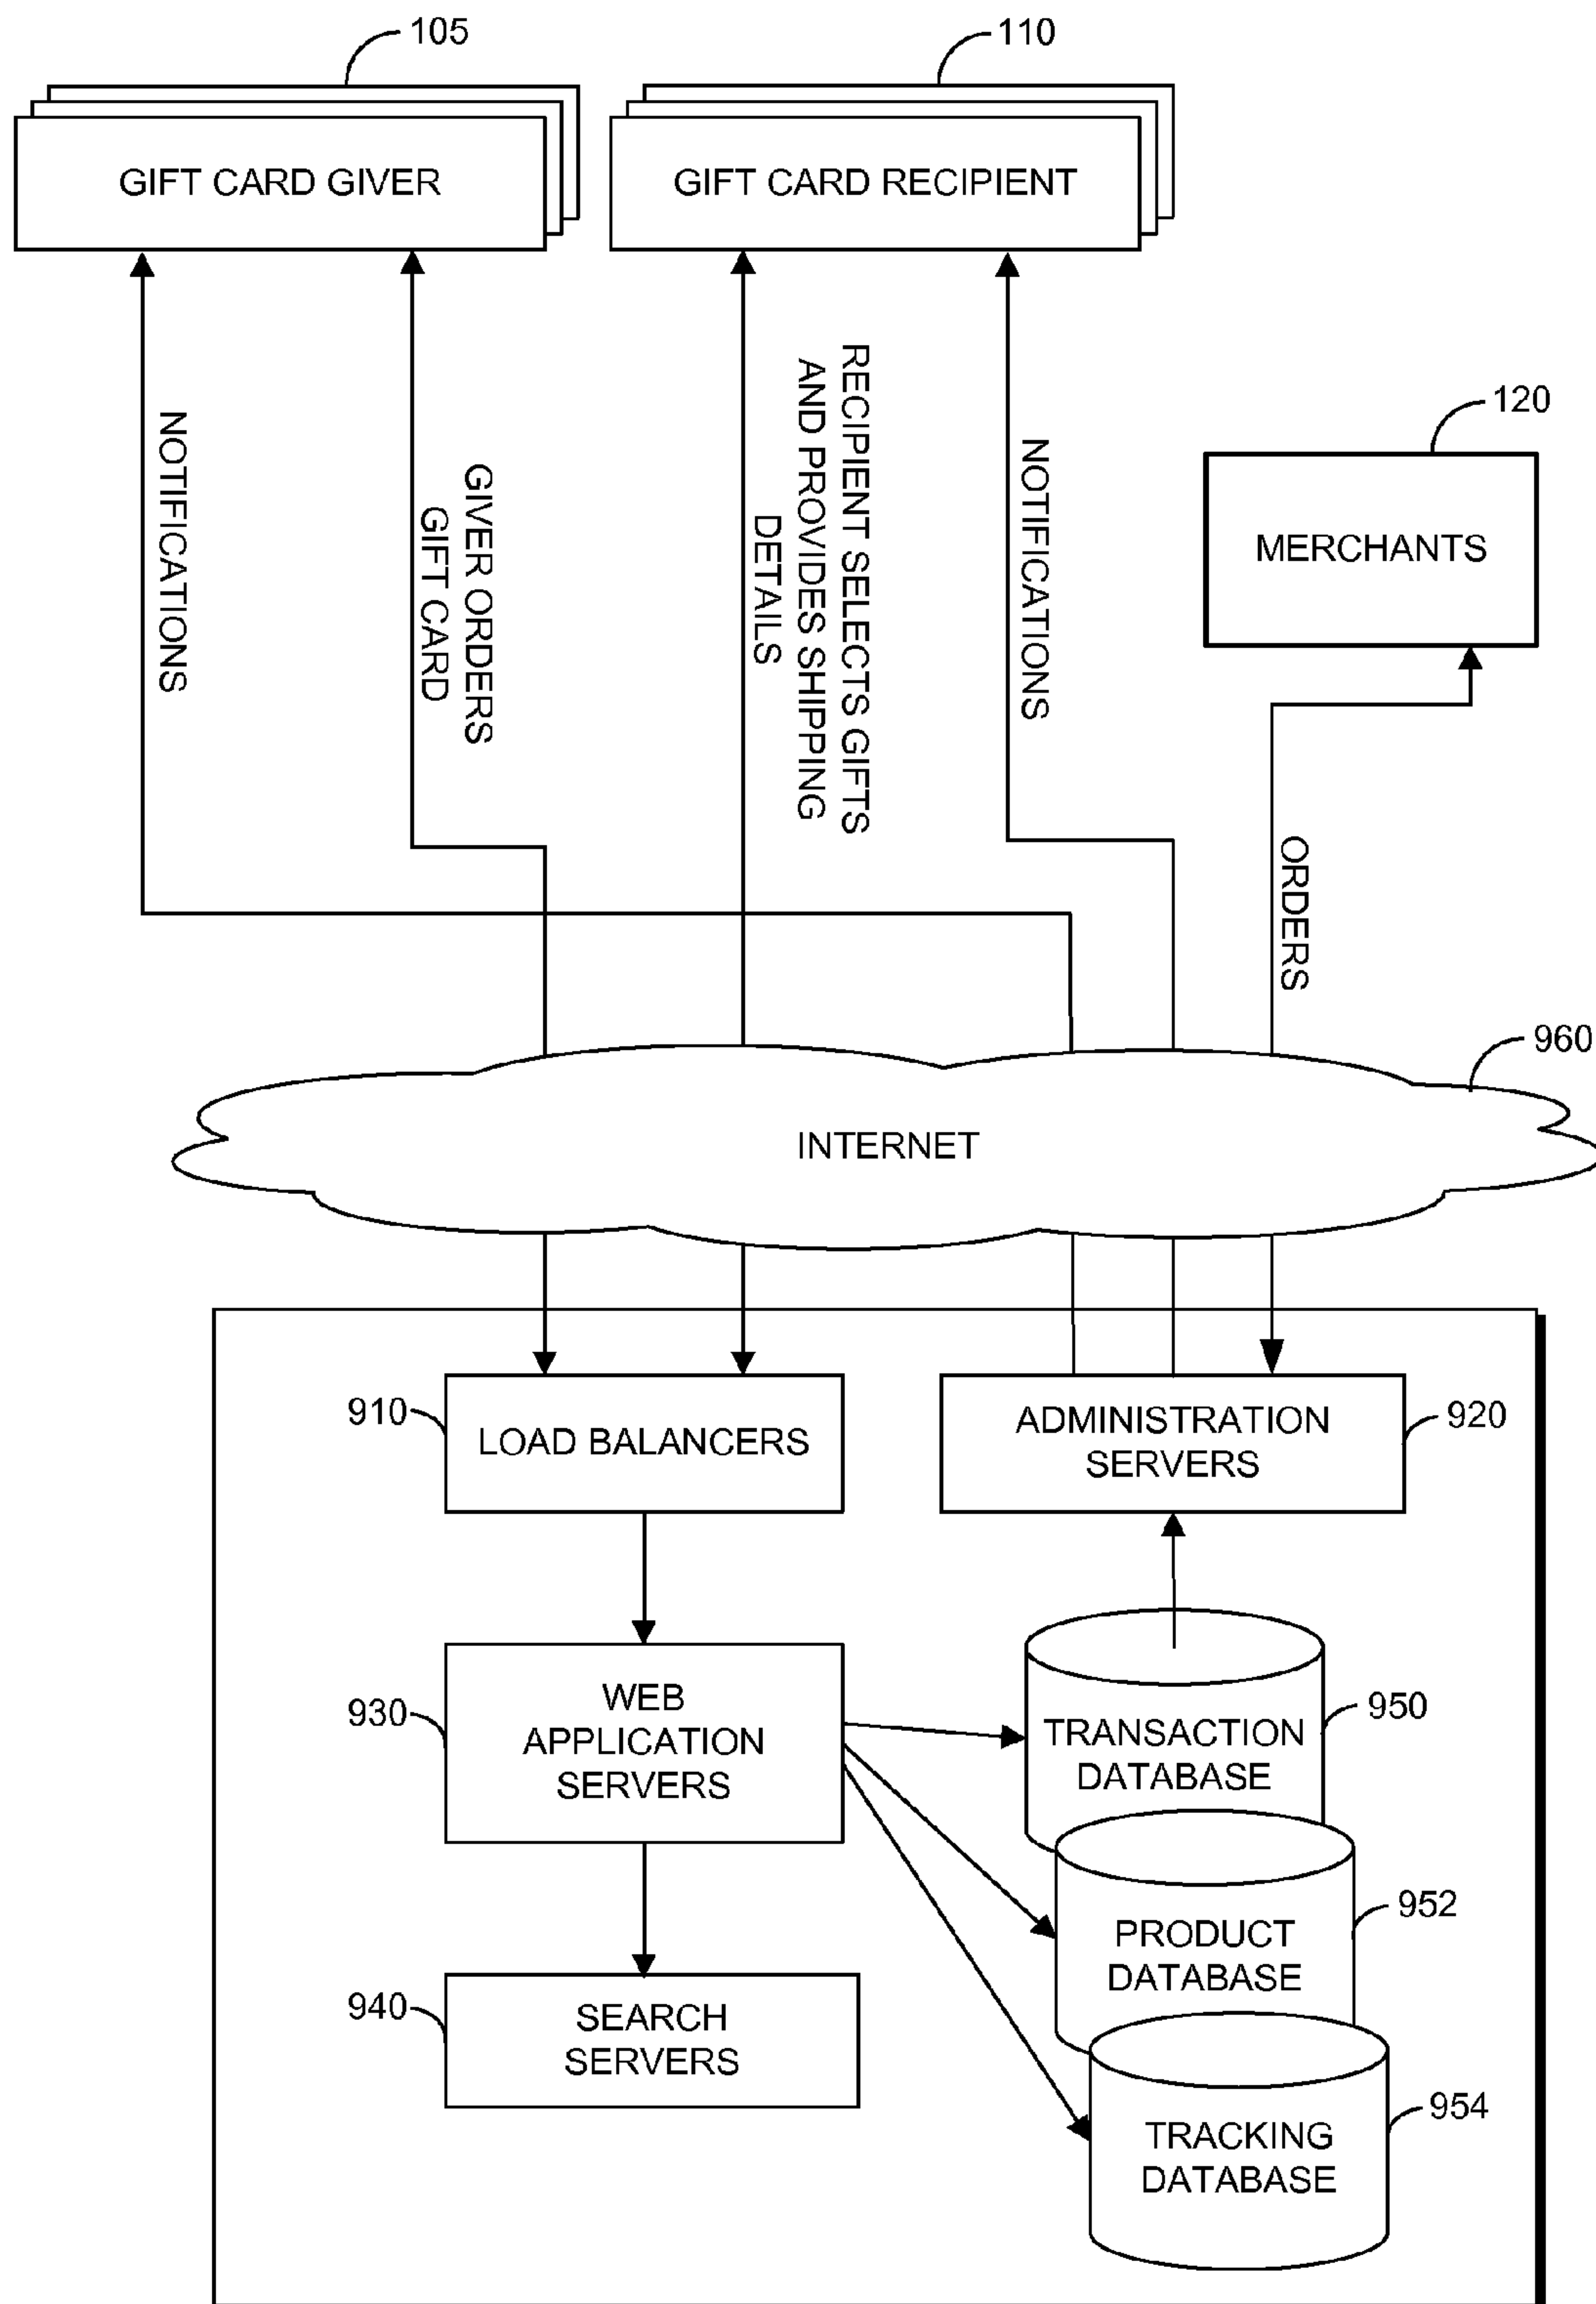 105
110
GIFT CARD GIVER
GIFT CARD RECIPIENT
NOTIFICATIONS
GIVER ORDERS
GIFT CARD
RECIPIENT SELECTS GIFTS
AND PROVIDES SHIPPING
DETAILS
NOTIFICATIONS
120
MERCHANTS
ORDERS
960
INTERNET
910
LOAD BALANCERS
ADMINISTRATION
SERVERS
920
930
WEB
APPLICATION
SERVERS
950
TRANSACTION
DATABASE
952
PRODUCT
DATABASE
940
SEARCH
SERVERS
954
TRACKING
DATABASE